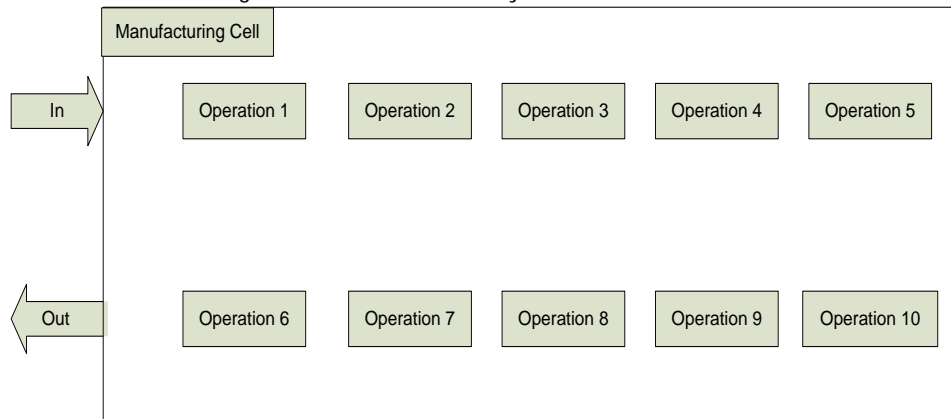 Manufacturing Cell
In
Operation 1
Operation 2
Operation 3
Operation 4
Operation 5
Out
Operation 6
Operation 7
Operation 8
Operation 9
Operation 10